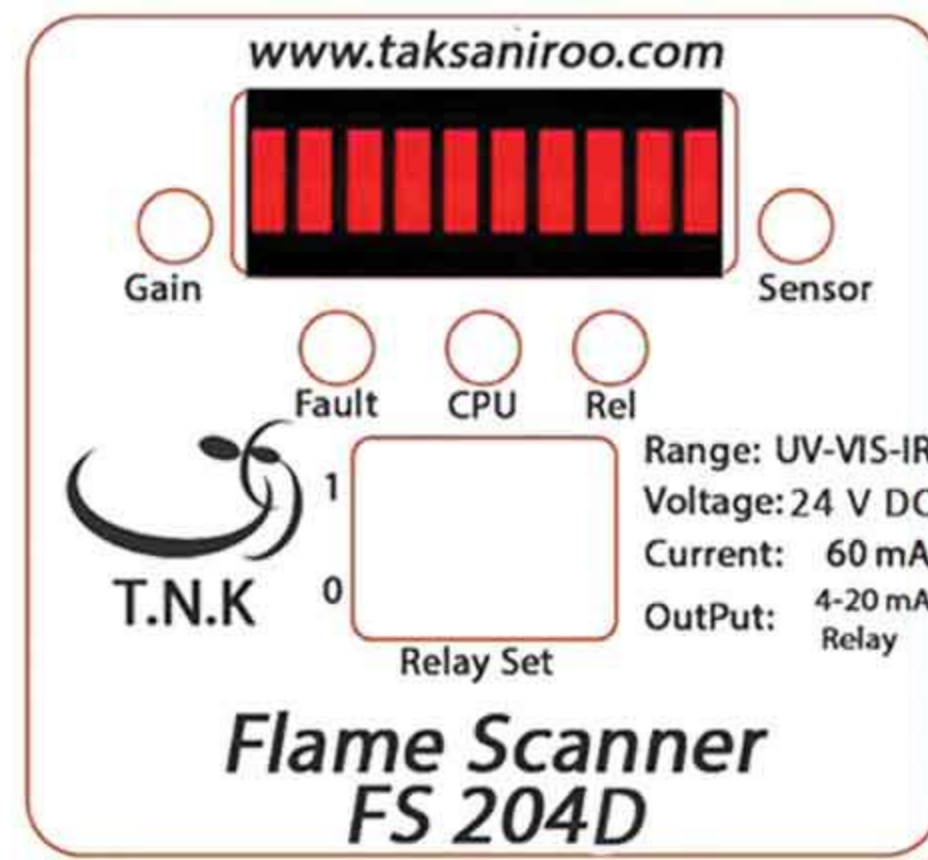 www.taksaniroo.com
Gain
Sensor
Fault CPU Rel
1
0
T.N.K
Range: UV-VIS-IR
Voltage: 24 V DC
Current: 60 mA
OutPut: 4-20 mA
Relay
Relay Set
Flame Scanner
FS 204D